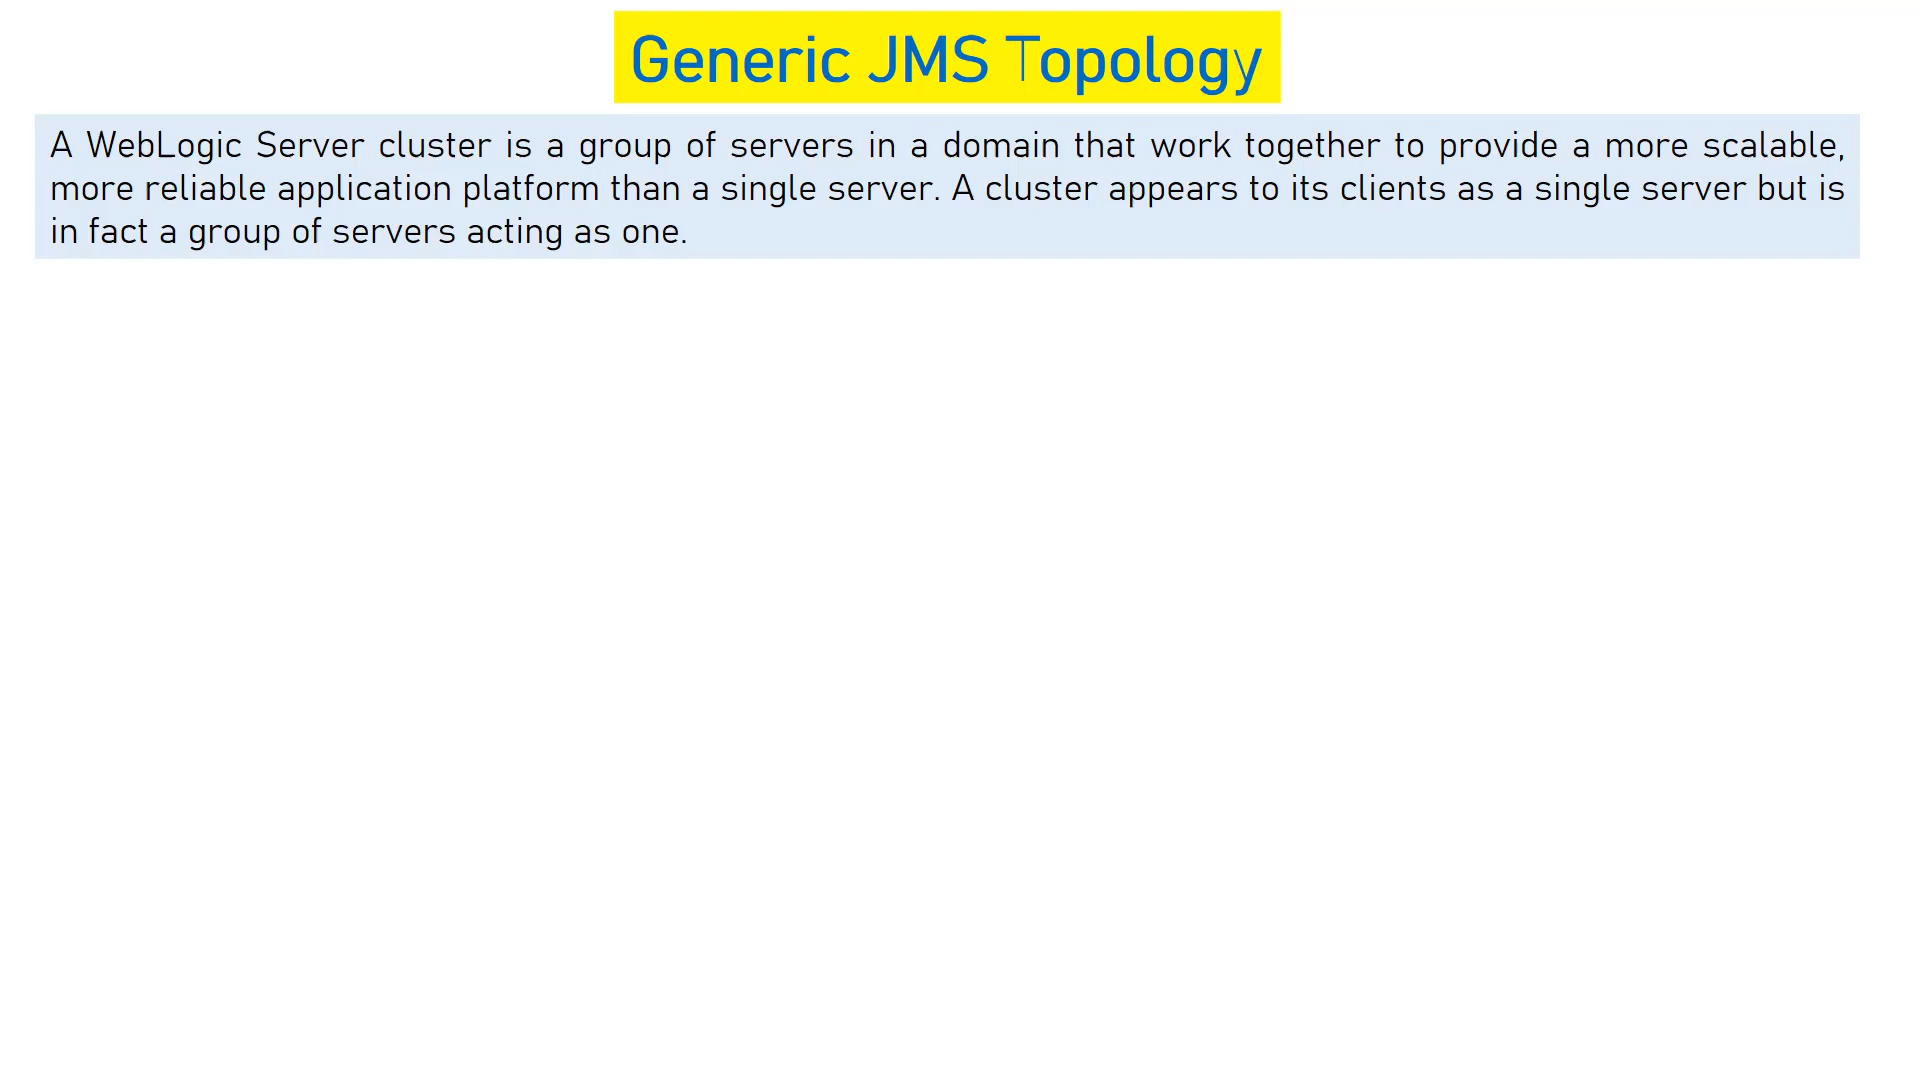 Generic JMS Topology
A WebLogic Server cluster is a group of servers in a domain that work together to provide a more scalable,
more reliable application platform than a single server. A cluster appears to its clients as a single server but is
in fact a group of servers acting as one.